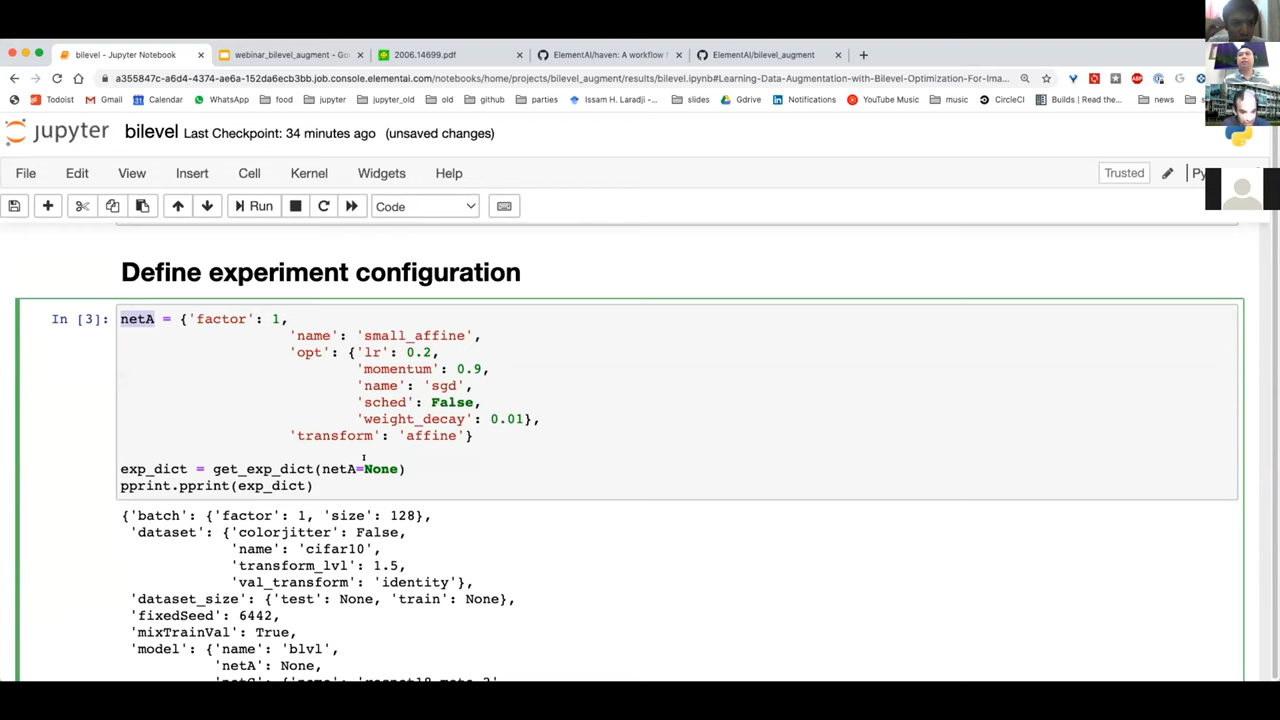 bilevel - Jupyter Notebook
webinar_bilevel_augment - Go
2006.14699.pdf
ElementAI/haven: A workflow f
ElementAI/bilevel_augment
a355847c-a6d4-4374-ae6a-152da6ecb3bb.job.console.elementai.com/notebooks/home/projects/bilevel_augment/results/bilevel.ipynb#Learning-Data-Augmentation-with-Bilevel-Optimization-For-Ima...
Todoist
Gmail
Calendar
WhatsApp
food
jupyter
jupyter_old
old
github
parties
Issam H. Laradji -...
slides
Gdrive
Notifications
YouTube Music
music
CircleCI
Builds | Read the...
news
jupyter bilevel Last Checkpoint: 34 minutes ago (unsaved changes)
File Edit View Insert Cell Kernel Widgets Help
Trusted
Run
Code
Define experiment configuration
In [3]: netA = {'factor': 1,
'name': 'small_affine',
'opt': {'lr': 0.2,
'momentum': 0.9,
'name': 'sgd',
'sched': False,
'weight_decay': 0.01},
'transform': 'affine'}
exp_dict = get_exp_dict(netA=None)
pprint.pprint(exp_dict)
{'batch': {'factor': 1, 'size': 128},
'dataset': {'colorjitter': False,
'name': 'cifar10',
'transform_lvl': 1.5,
'val_transform': 'identity'},
'dataset_size': {'test': None, 'train': None},
'fixedSeed': 6442,
'mixTrainVal': True,
'model': {'name': 'blvl',
'netA': None,